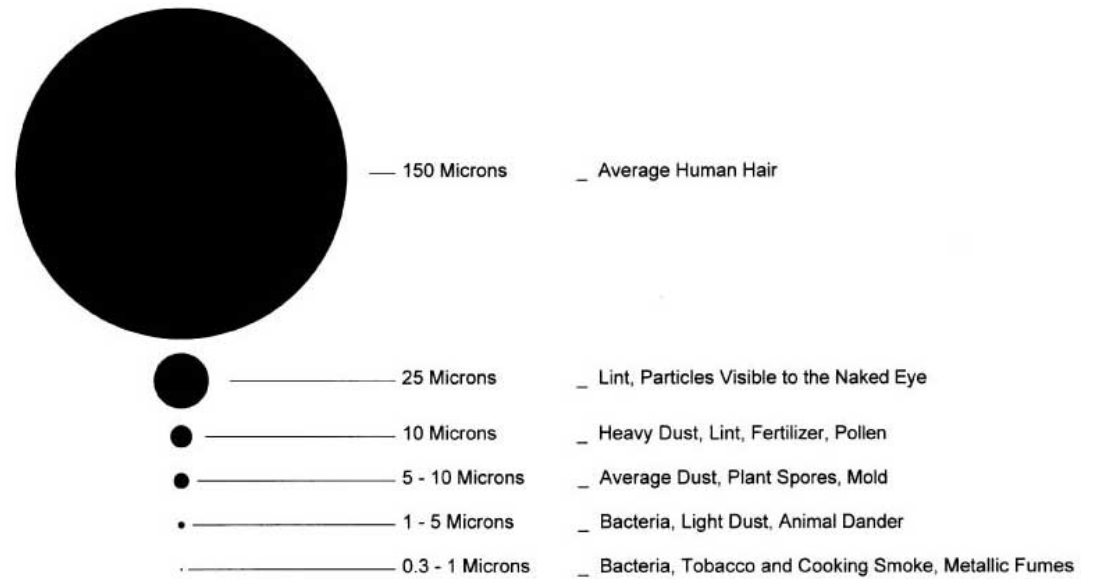 150 Microns _ Average Human Hair
25 Microns _ Lint, Particles Visible to the Naked Eye
10 Microns _ Heavy Dust, Lint, Fertilizer, Pollen
5 - 10 Microns _ Average Dust, Plant Spores, Mold
1 - 5 Microns _ Bacteria, Light Dust, Animal Dander
0.3 - 1 Microns _ Bacteria, Tobacco and Cooking Smoke, Metallic Fumes